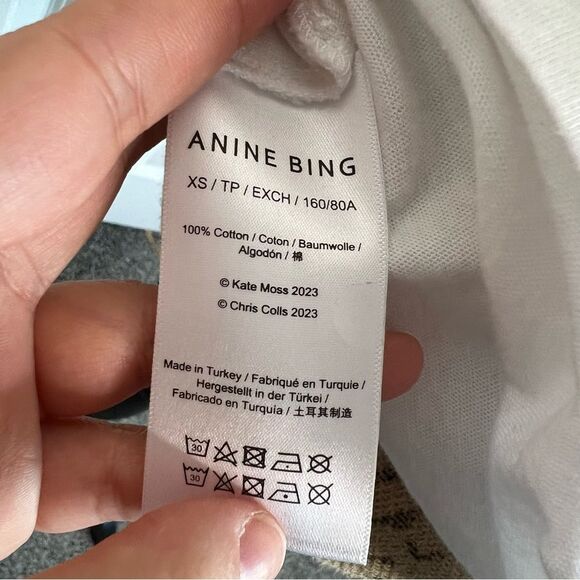 ANINE BING
XS / TP / EXCH / 160/80A
100% Cotton / Coton / Baumwolle /
Algodón / 棉
© Kate Moss 2023
© Chris Colls 2023
Made in Turkey / Fabriqué en Turquie /
Hergestellt in der Türkei /
Fabricado en Turquía / 土耳其制造
30
30